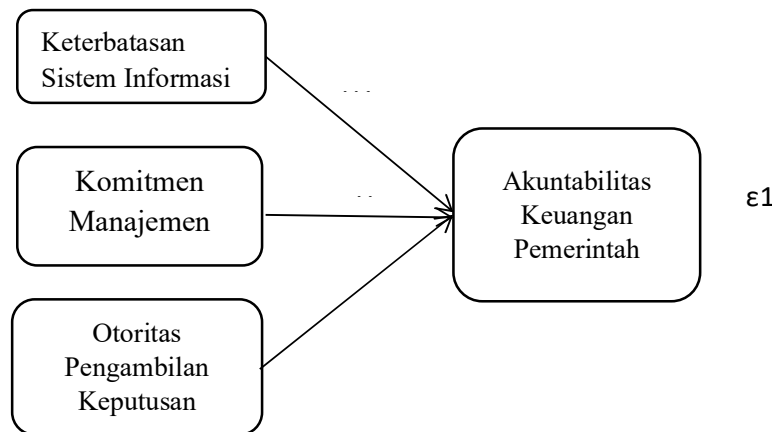 Keterbatasan
Sistem Informasi
Komitmen
Manajemen
Otoritas
Pengambilan
Keputusan
Akuntabilitas
Keuangan
Pemerintah
ε1